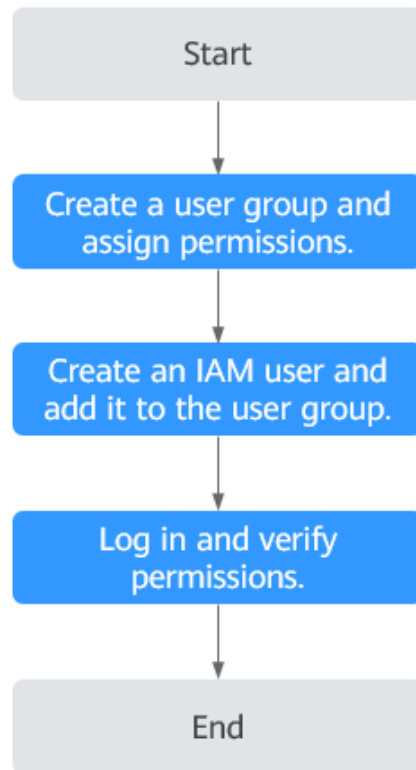 Start
Create a user group and
assign permissions.
Create an IAM user and
add it to the user group.
Log in and verify
permissions.
End